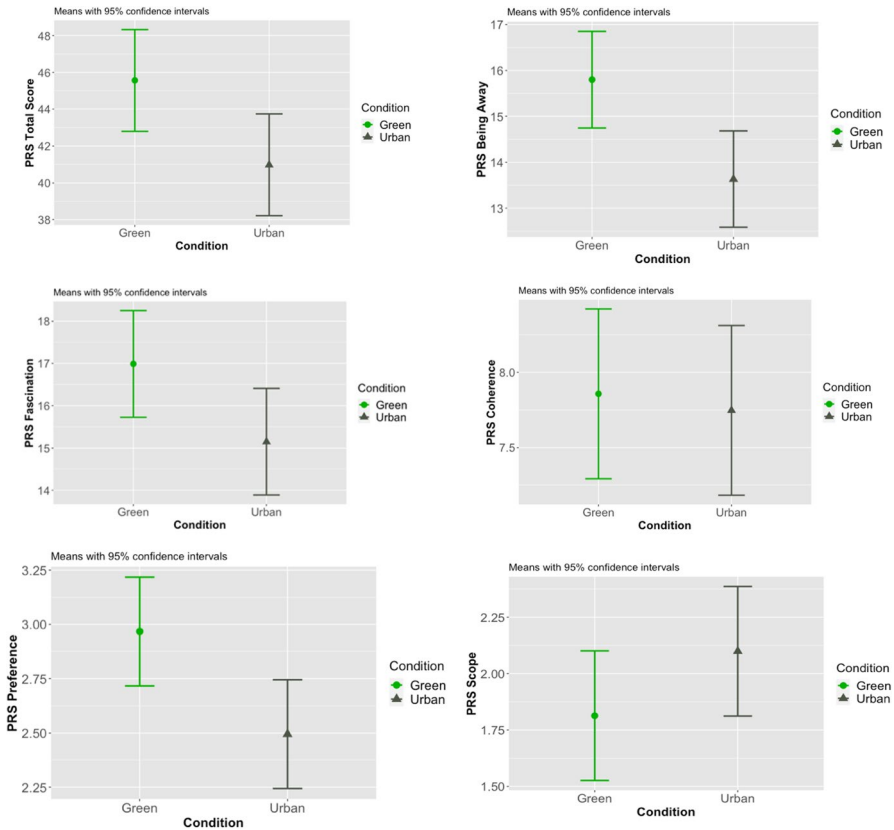 Means with 95% confidence intervals
PRS Total Score
48
46
44
42
40
38
Green
Urban
Condition
Condition
Green
Urban
Means with 95% confidence intervals
PRS Being Away
17
16
15
14
13
Green
Urban
Condition
Condition
Green
Urban
Means with 95% confidence intervals
PRS Fascination
18
17
16
15
14
Green
Urban
Condition
Condition
Green
Urban
Means with 95% confidence intervals
PRS Coherence
8.0
7.5
Green
Urban
Condition
Condition
Green
Urban
Means with 95% confidence intervals
PRS Preference
3.25
3.00
2.75
2.50
2.25
Green
Urban
Condition
Condition
Green
Urban
Means with 95% confidence intervals
PRS Scope
2.25
2.00
1.75
1.50
Green
Urban
Condition
Condition
Green
Urban